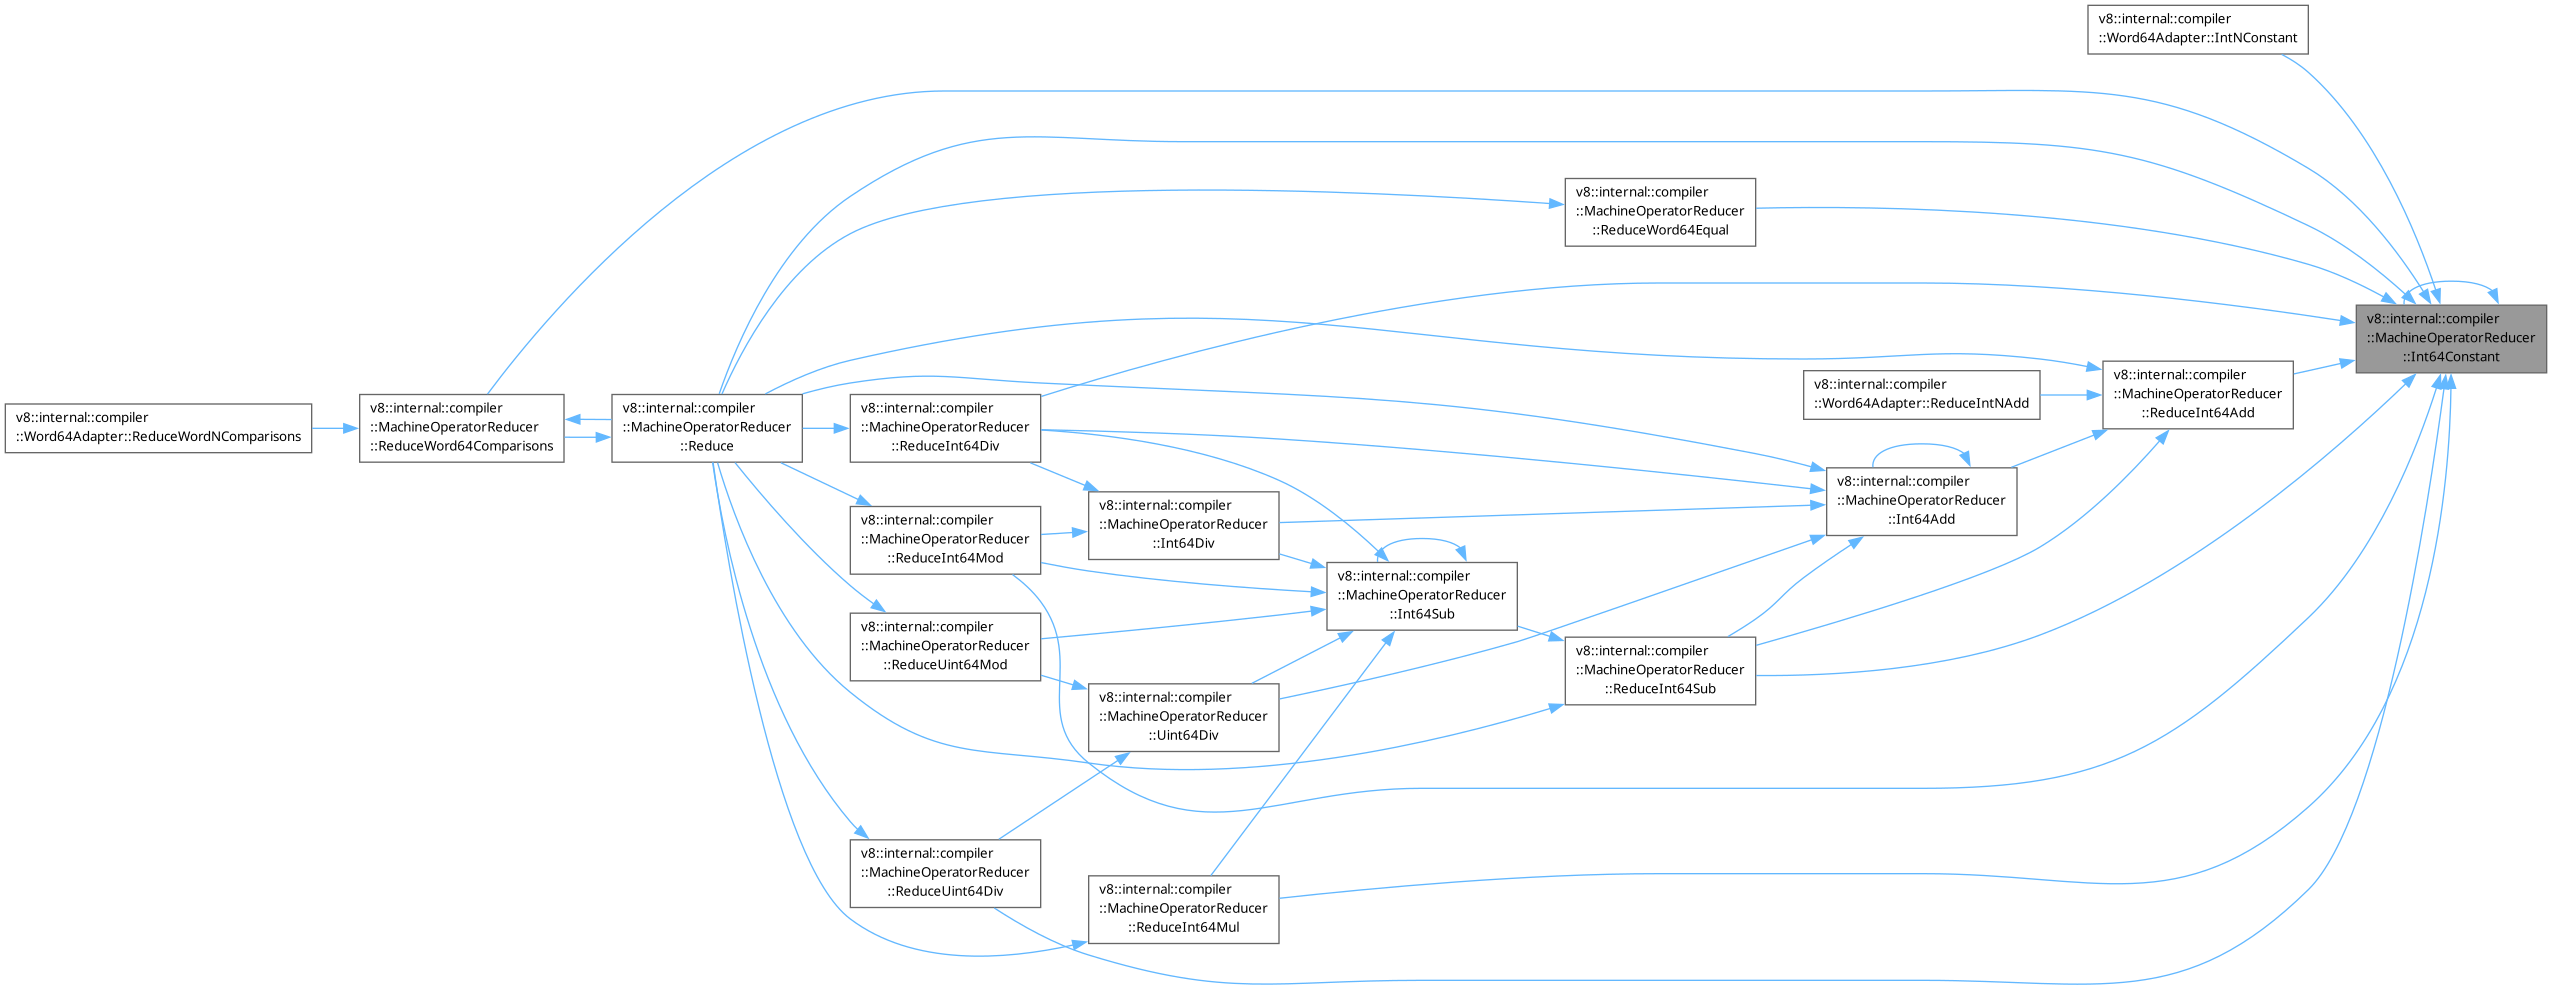 v8::internal::compiler
::Word64Adapter::IntNConstant
v8::internal::compiler
::MachineOperatorReducer
::ReduceWord64Equal
v8::internal::compiler
::MachineOperatorReducer
::Int64Constant
v8::internal::compiler
::MachineOperatorReducer
::ReduceInt64Add
v8::internal::compiler
::Word64Adapter::ReduceIntNAdd
v8::internal::compiler
::Word64Adapter::ReduceWordNComparisons
v8::internal::compiler
::MachineOperatorReducer
::ReduceWord64Comparisons
v8::internal::compiler
::MachineOperatorReducer
::Reduce
v8::internal::compiler
::MachineOperatorReducer
::ReduceInt64Div
v8::internal::compiler
::MachineOperatorReducer
::Int64Add
v8::internal::compiler
::MachineOperatorReducer
::Int64Div
v8::internal::compiler
::MachineOperatorReducer
::ReduceInt64Mod
v8::internal::compiler
::MachineOperatorReducer
::Int64Sub
v8::internal::compiler
::MachineOperatorReducer
::ReduceUint64Mod
v8::internal::compiler
::MachineOperatorReducer
::ReduceInt64Sub
v8::internal::compiler
::MachineOperatorReducer
::Uint64Div
v8::internal::compiler
::MachineOperatorReducer
::ReduceUint64Div
v8::internal::compiler
::MachineOperatorReducer
::ReduceInt64Mul